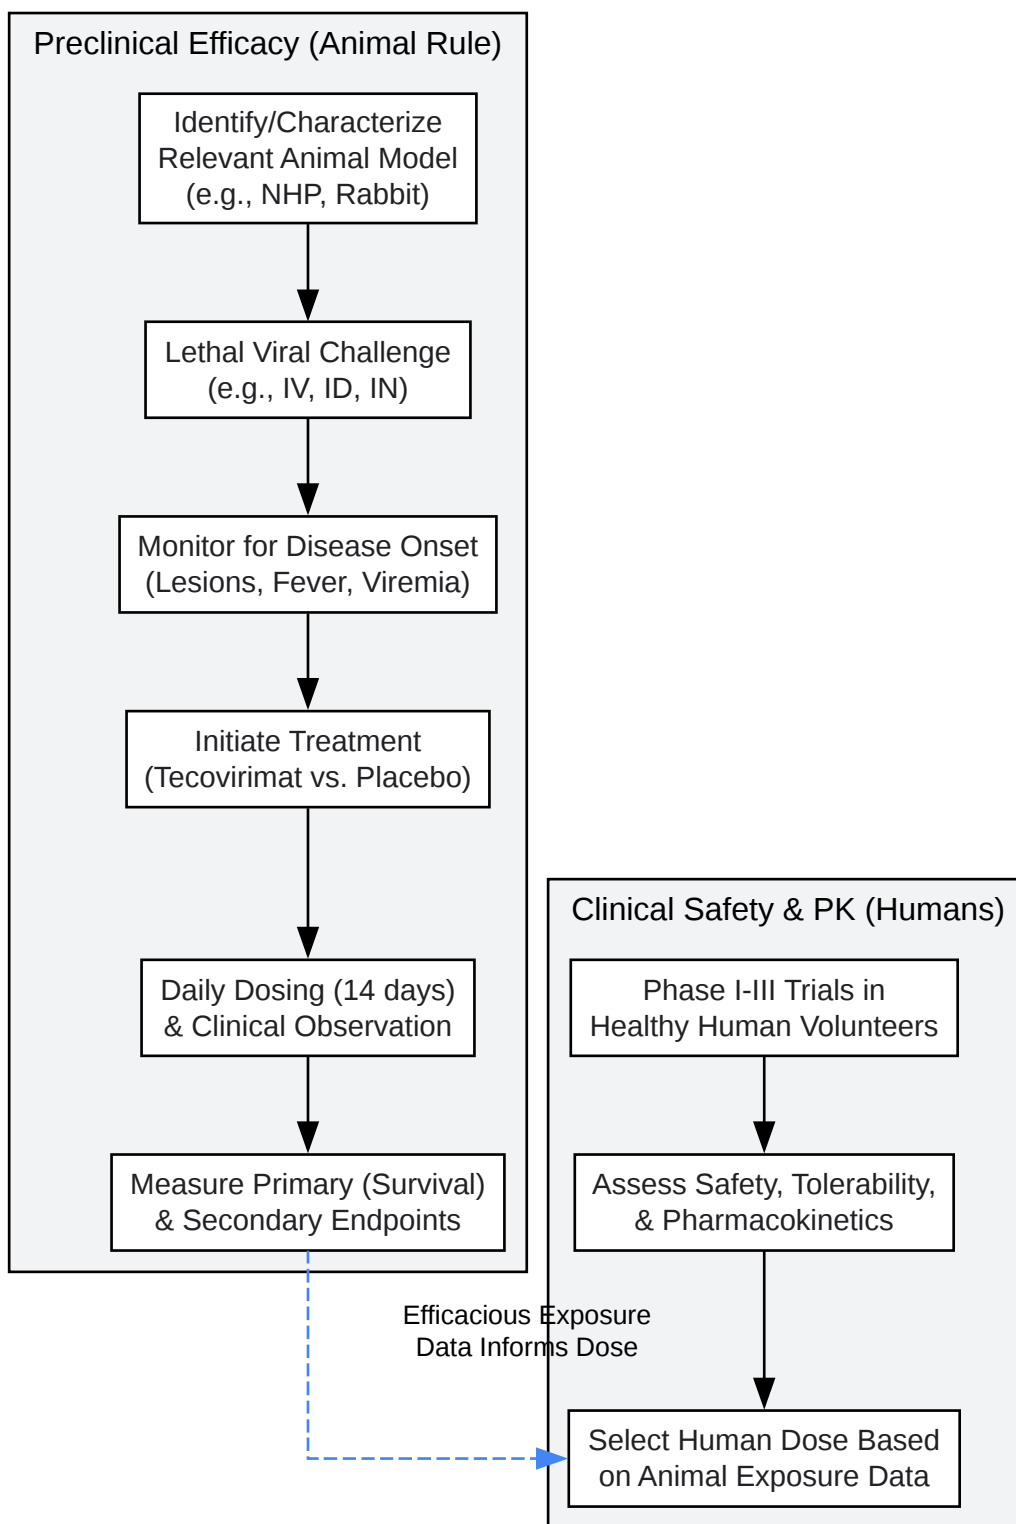 Preclinical Efficacy (Animal Rule)
Identify/Characterize
Relevant Animal Model
(e.g., NHP, Rabbit)
Lethal Viral Challenge
(e.g., IV, ID, IN)
Monitor for Disease Onset
(Lesions, Fever, Viremia)
Initiate Treatment
(Tecovirimat vs. Placebo)
Daily Dosing (14 days)
& Clinical Observation
Measure Primary (Survival)
& Secondary Endpoints
Clinical Safety & PK (Humans)
Phase I-III Trials in
Healthy Human Volunteers
Assess Safety, Tolerability,
& Pharmacokinetics
Efficacious Exposure
Data Informs Dose
Select Human Dose Based
on Animal Exposure Data